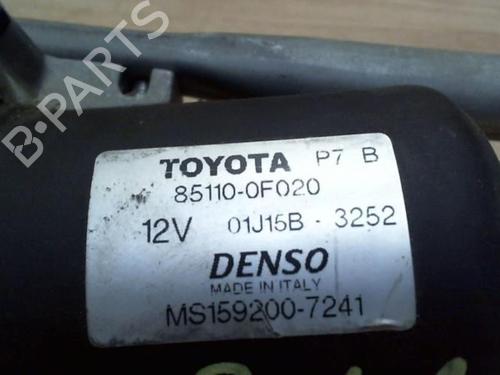 B-PARTS
TOYOTA P7 B
85110-0F020
12V 01J15B - 3252
DENSO
MADE IN ITALY
MS159200-7241